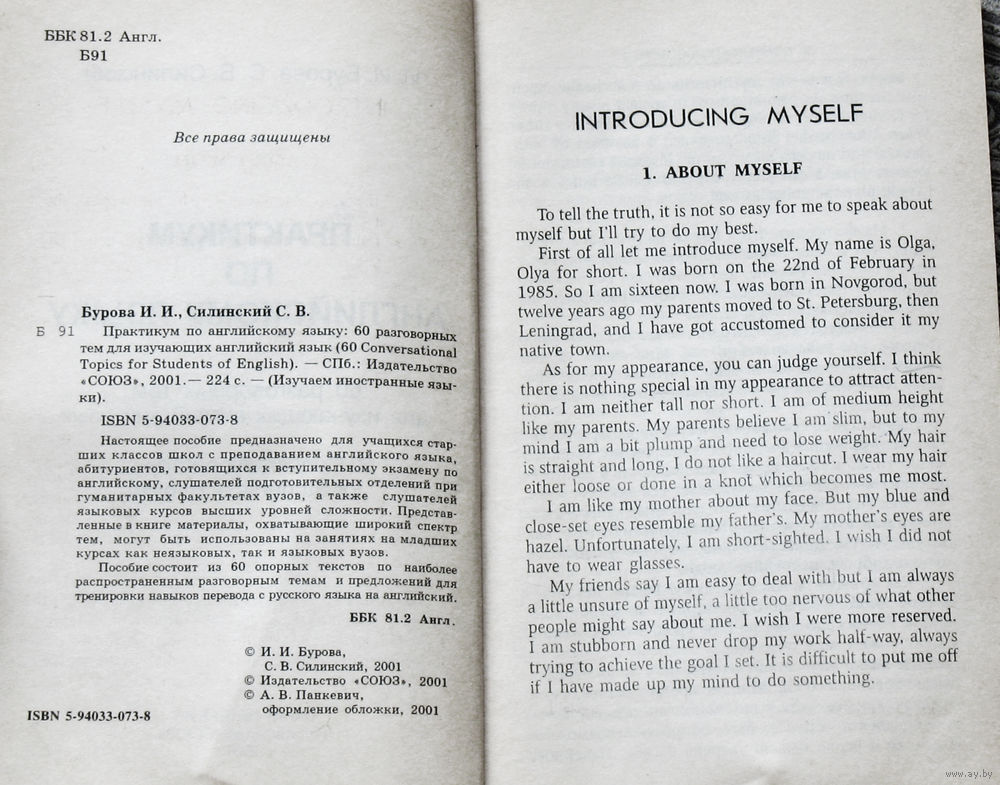 ББК 81.2 Англ.
Б91
Все права защищены
Бурова И. И., Силинский С. В.
Б 91 Практикум по английскому языку: 60 разговорных
тем для изучающих английский язык (60 Conversational
Topics for Students of English). — СПб.: Издательство
«СОЮЗ», 2001.— 224 с. — (Изучаем иностранные язы-
ки).
ISBN 5-94033-073-8
Настоящее пособие предназначено для учащихся стар-
ших классов школ с преподаванием английского языка,
абитуриентов, готовящихся к вступительному экзамену по
английскому, слушателей подготовительных отделений при
гуманитарных факультетах вузов, а также слушателей
языковых курсов высших уровней сложности. Представ-
ленные в книге материалы, охватывающие широкий спектр
тем, могут быть использованы на занятиях на младших
курсах как неязыковых, так и языковых вузов.
Пособие состоит из 60 опорных текстов по наиболее
распространенным разговорным темам и предложений для
тренировки навыков перевода с русского языка на английский.
ББК 81.2 Англ.
© И. И. Бурова,
С. В. Силинский, 2001
© Издательство «СОЮЗ», 2001
© А. В. Панкевич,
оформление обложки, 2001
ISBN 5-94033-073-8
INTRODUCING MYSELF
1. ABOUT MYSELF
To tell the truth, it is not so easy for me to speak about
myself but I'll try to do my best.
First of all let me introduce myself. My name is Olga,
Olya for short. I was born on the 22nd of February in
1985. So I am sixteen now. I was born in Novgorod, but
twelve years ago my parents moved to St. Petersburg, then
Leningrad, and I have got accustomed to consider it my
native town.
As for my appearance, you can judge yourself. I think
there is nothing special in my appearance to attract atten-
tion. I am neither tall nor short. I am of medium height
like my parents. My parents believe I am slim, but to my
mind I am a bit plump and need to lose weight. My hair
is straight and long, I do not like a haircut. I wear my hair
either loose or done in a knot which becomes me most.
I am like my mother about my face. But my blue and
close-set eyes resemble my father's. My mother's eyes are
hazel. Unfortunately, I am short-sighted. I wish I did not
have to wear glasses.
My friends say I am easy to deal with but I am always
a little unsure of myself, a little too nervous of what other
people might say about me. I wish I were more reserved.
I am stubborn and never drop my work half-way, always
trying to achieve the goal I set. It is difficult to put me off
if I have made up my mind to do something.
www.ay.by